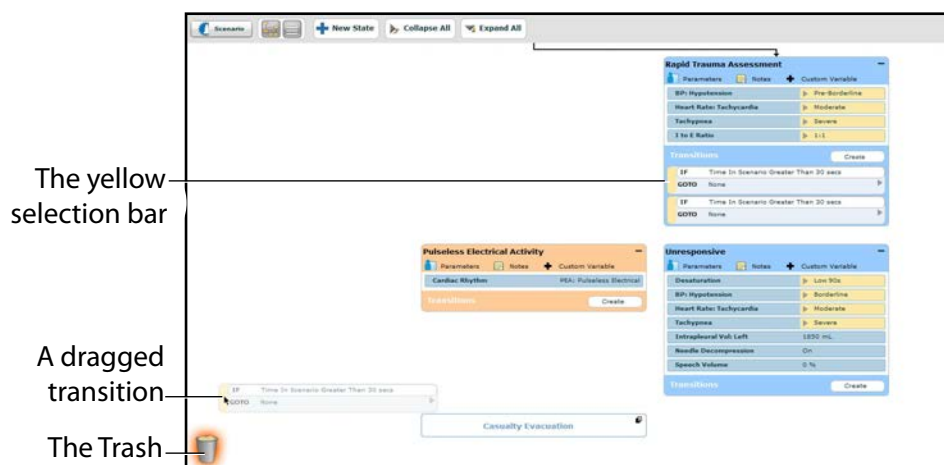 Scenario
New State
Collapse All
Expand All
Rapid Trauma Assessment
Parameters Notes Custom Variable
BP: Hypotension Pre-Borderline
Heart Rate: Tachycardia Moderate
Tachypnea Severe
I to E Ratio 1:1
Transitions Create
IF Time In Scenario Greater Than 30 secs
GOTO None
IF Time In Scenario Greater Than 30 secs
GOTO None
The yellow
selection bar
Pulseless Electrical Activity
Parameters Notes Custom Variable
Cardiac Rhythm PEA: Pulseless Electrical
Transitions Create
Unresponsive
Parameters Notes Custom Variable
Desaturation Low 90s
BP: Hypotension Borderline
Heart Rate: Tachycardia Moderate
Tachypnea Severe
Intrapleural Vol: Left 1850 mL
Needle Decompression On
Speech Volume 0 %
Transitions Create
A dragged
transition
IF Time In Scenario Greater Than 30 secs
GOTO None
Casualty Evacuation
The Trash